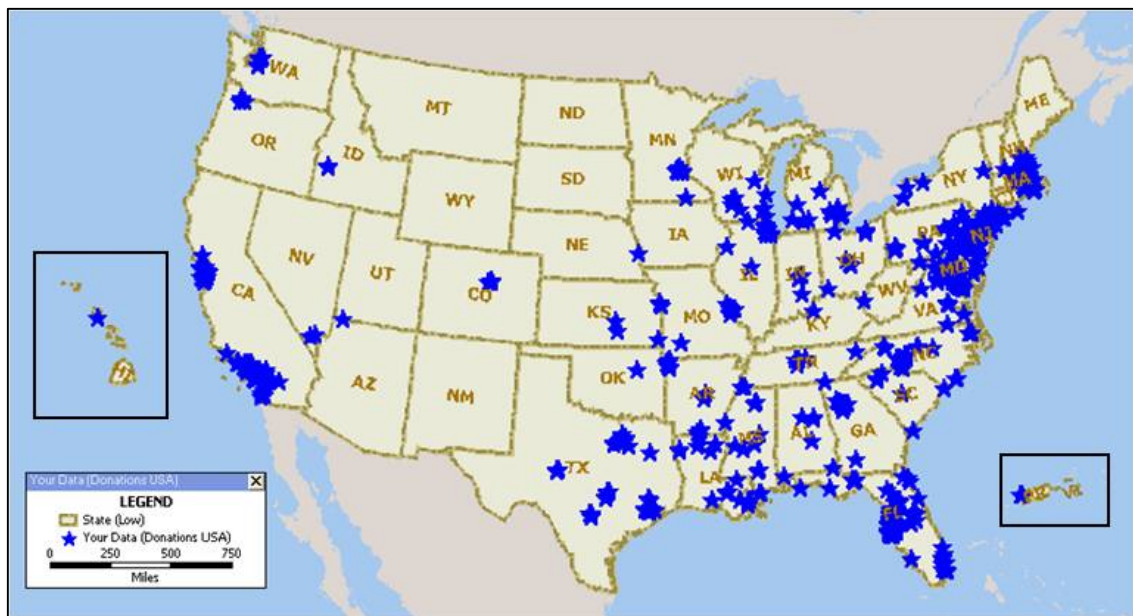 WA
MT
ND
ME
MN
OR
ID
NH
SD
WI
MI
NY
MA
WY
IA
PA
NJ
NE
NV
UT
CO
IL
IN
OH
MD
CA
WV
VA
KS
MO
KY
NC
TN
AZ
NM
OK
AR
SC
MS
AL
GA
TX
LA
FL
Your Data (Donations USA)
LEGEND
State (Low)
Your Data (Donations USA)
0 250 500 750
Miles